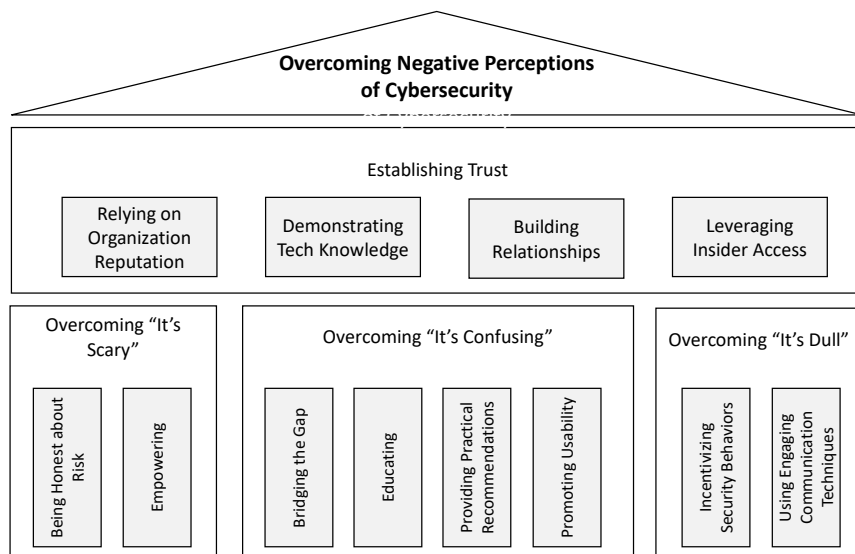 Overcoming Negative Perceptions
of Cybersecurity
of Cybersecurity
Establishing Trust
Relying on
Organization
Reputation
Demonstrating
Tech Knowledge
Building
Relationships
Leveraging
Insider Access
Overcoming “It’s
Scary”
Being Honest about
Risk
Empowering
Overcoming “It’s Confusing”
Bridging the Gap
Educating
Providing Practical
Recommendations
Promoting Usability
Overcoming “It’s Dull”
Incentivizing
Security Behaviors
Using Engaging
Communication
Techniques